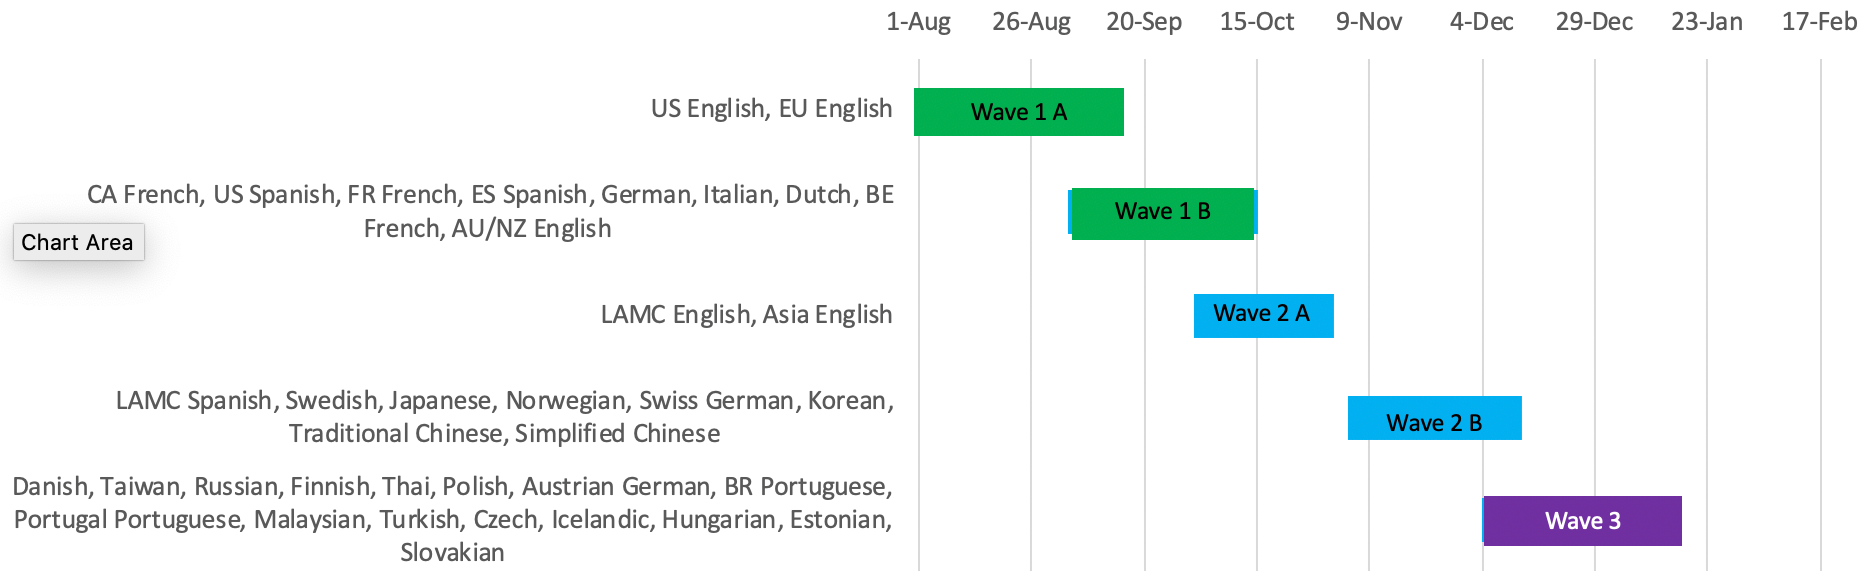 1-Aug 26-Aug 20-Sep 15-Oct 9-Nov 4-Dec 29-Dec 23-Jan 17-Feb
US English, EU English
Wave 1 A
CA French, US Spanish, FR French, ES Spanish, German, Italian, Dutch, BE
French, AU/NZ English
Wave 1 B
Chart Area
LAMC English, Asia English
Wave 2 A
LAMC Spanish, Swedish, Japanese, Norwegian, Swiss German, Korean,
Traditional Chinese, Simplified Chinese
Wave 2 B
Danish, Taiwan, Russian, Finnish, Thai, Polish, Austrian German, BR Portuguese,
Portugal Portuguese, Malaysian, Turkish, Czech, Icelandic, Hungarian, Estonian,
Slovakian
Wave 3